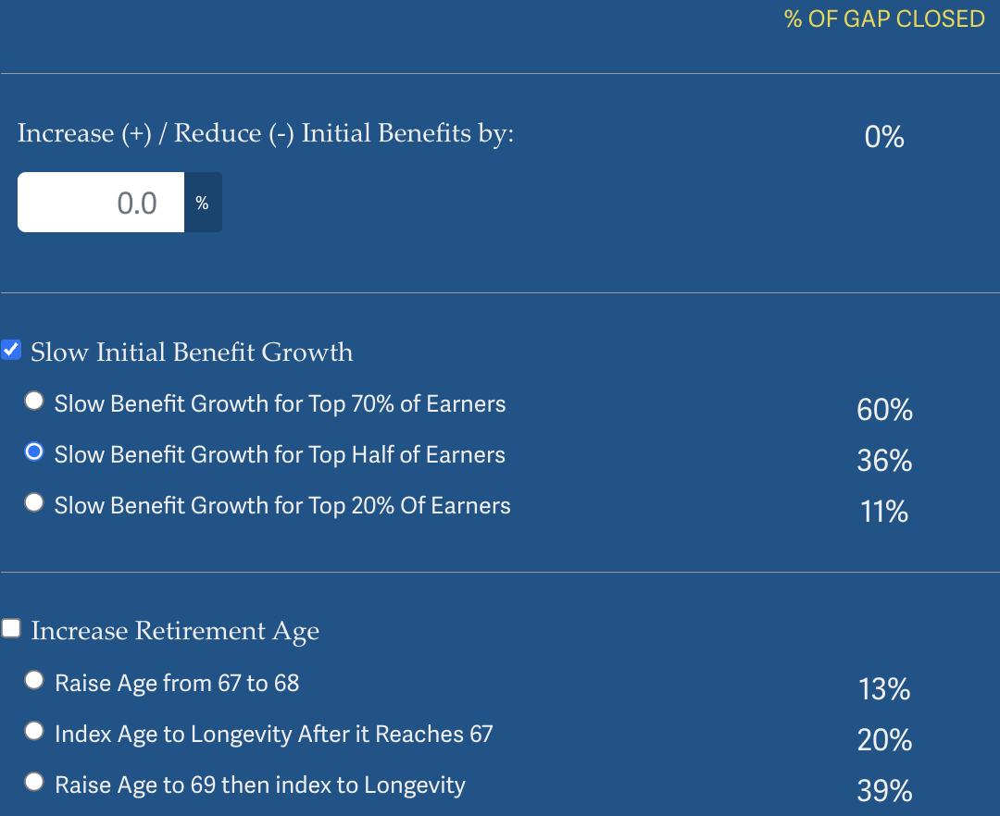 % OF GAP CLOSED
Increase (+) / Reduce (-) Initial Benefits by:
0%
0.0 %
Slow Initial Benefit Growth
Slow Benefit Growth for Top 70% of Earners
60%
Slow Benefit Growth for Top Half of Earners
36%
Slow Benefit Growth for Top 20% Of Earners
11%
Increase Retirement Age
Raise Age from 67 to 68
13%
Index Age to Longevity After it Reaches 67
20%
Raise Age to 69 then index to Longevity
39%